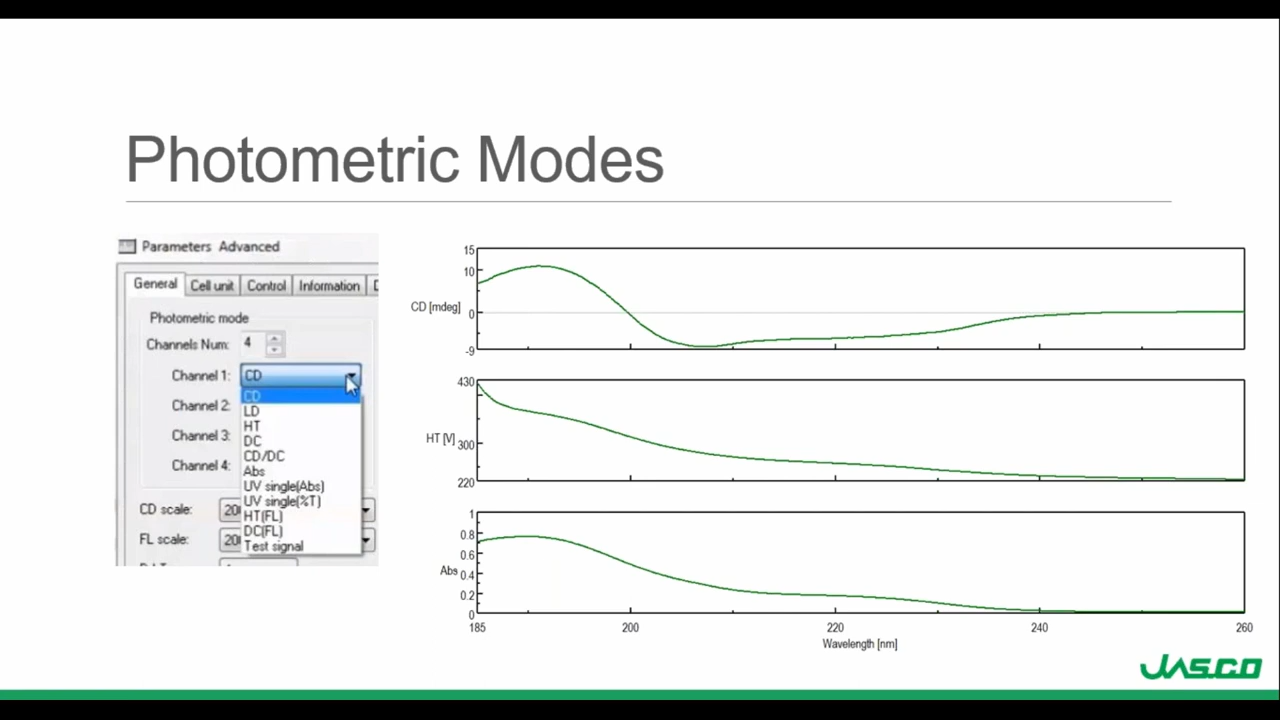 Photometric Modes
Parameters Advanced
General Cell unit Control Information
Photometric mode
Channels Num: 4
Channel 1: CD
CD
Channel 2:
LD
HT
Channel 3:
DC
CD/DC
Channel 4:
Abs
UV single(Abs)
UV single(%T)
CD scale: 20
HT(FL)
DC(FL)
FL scale: 20
Test signal
15
10
CD [mdeg]
0
-9
430
HT [V]
300
220
1
0.8
0.6
Abs
0.4
0.2
0
185 200 220 240 260
Wavelength [nm]
JASCO